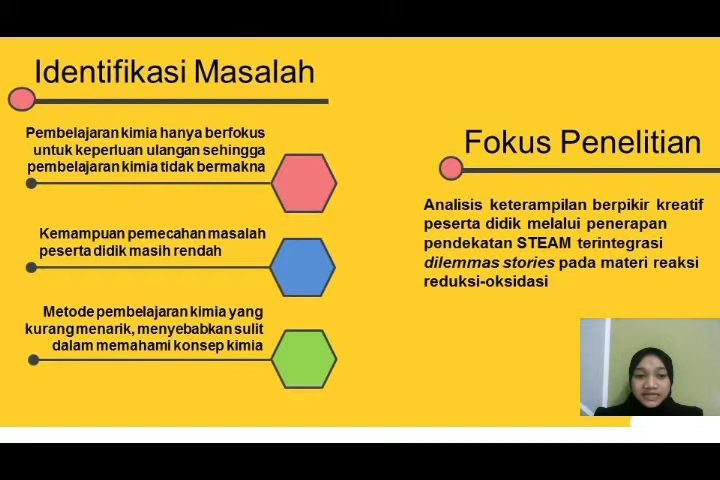 Identifikasi Masalah
Pembelajaran kimia hanya berfokus
untuk keperluan ulangan sehingga
pembelajaran kimia tidak bermakna
Kemampuan pemecahan masalah
peserta didik masih rendah
Metode pembelajaran kimia yang
kurang menarik, menyebabkan sulit
dalam memahami konsep kimia
Fokus Penelitian
Analisis keterampilan berpikir kreatif
peserta didik melalui penerapan
pendekatan STEAM terintegrasi
dilemmas stories pada materi reaksi
reduksi-oksidasi